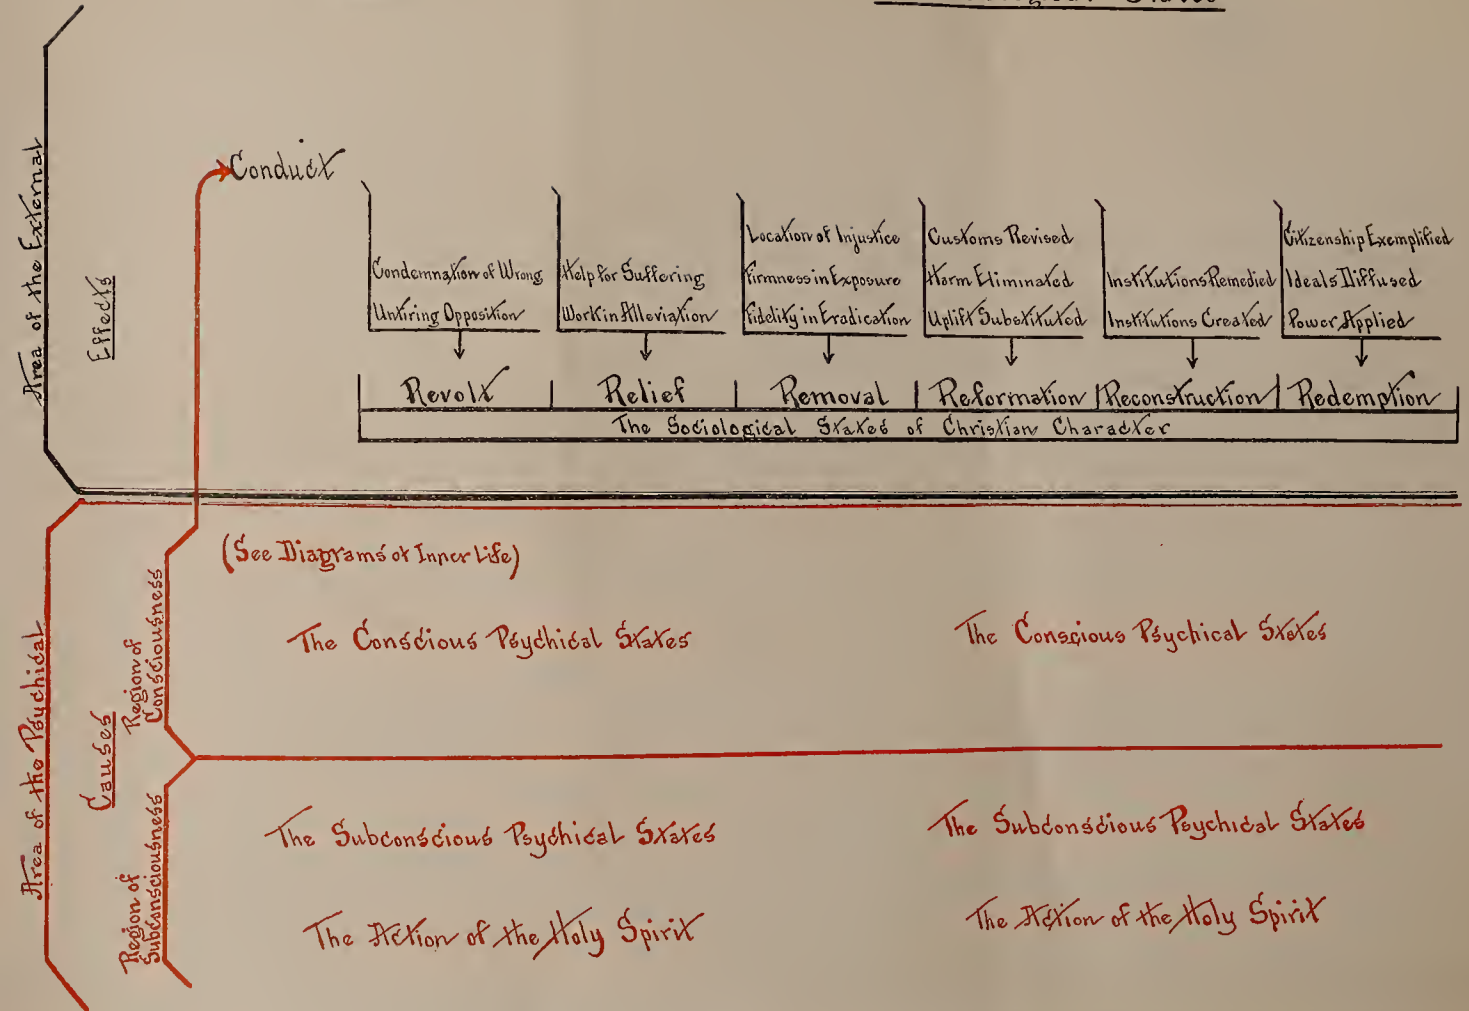 States
Area of the External
Effects
Conduct
Condemnation of Wrong
Untiring Opposition
Help for Suffering
Work in Alleviation
Location of Injustice
Firmness in Exposure
Fidelity in Eradication
Customs Revised
Harm Eliminated
Uplift Substituted
Institutions Remedied
Institutions Created
Citizenship Exemplified
Ideals Diffused
Power Applied
Revolt
Relief
Removal
Reformation
Reconstruction
Redemption
The Sociological States of Christian Character
Area of the Psychical
Causes
Region of
Consciousness
(See Diagrams of Inner Life)
The Conscious Psychical States
The Conscious Psychical States
Region of
Subconsciousness
The Subconscious Psychical States
The Subconscious Psychical States
The Action of the Holy Spirit
The Action of the Holy Spirit